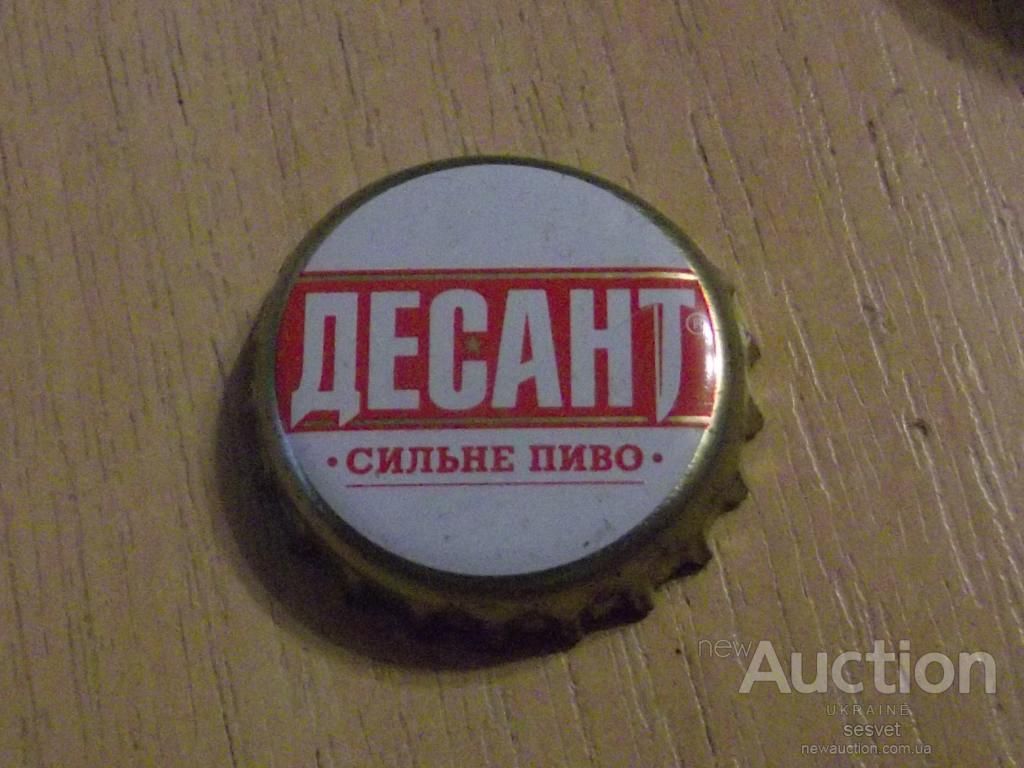 ДЕСАНТ ®
• СИЛЬНЕ ПИВО •
new Auction
UKRAINE
sesvet
newauction.com.ua